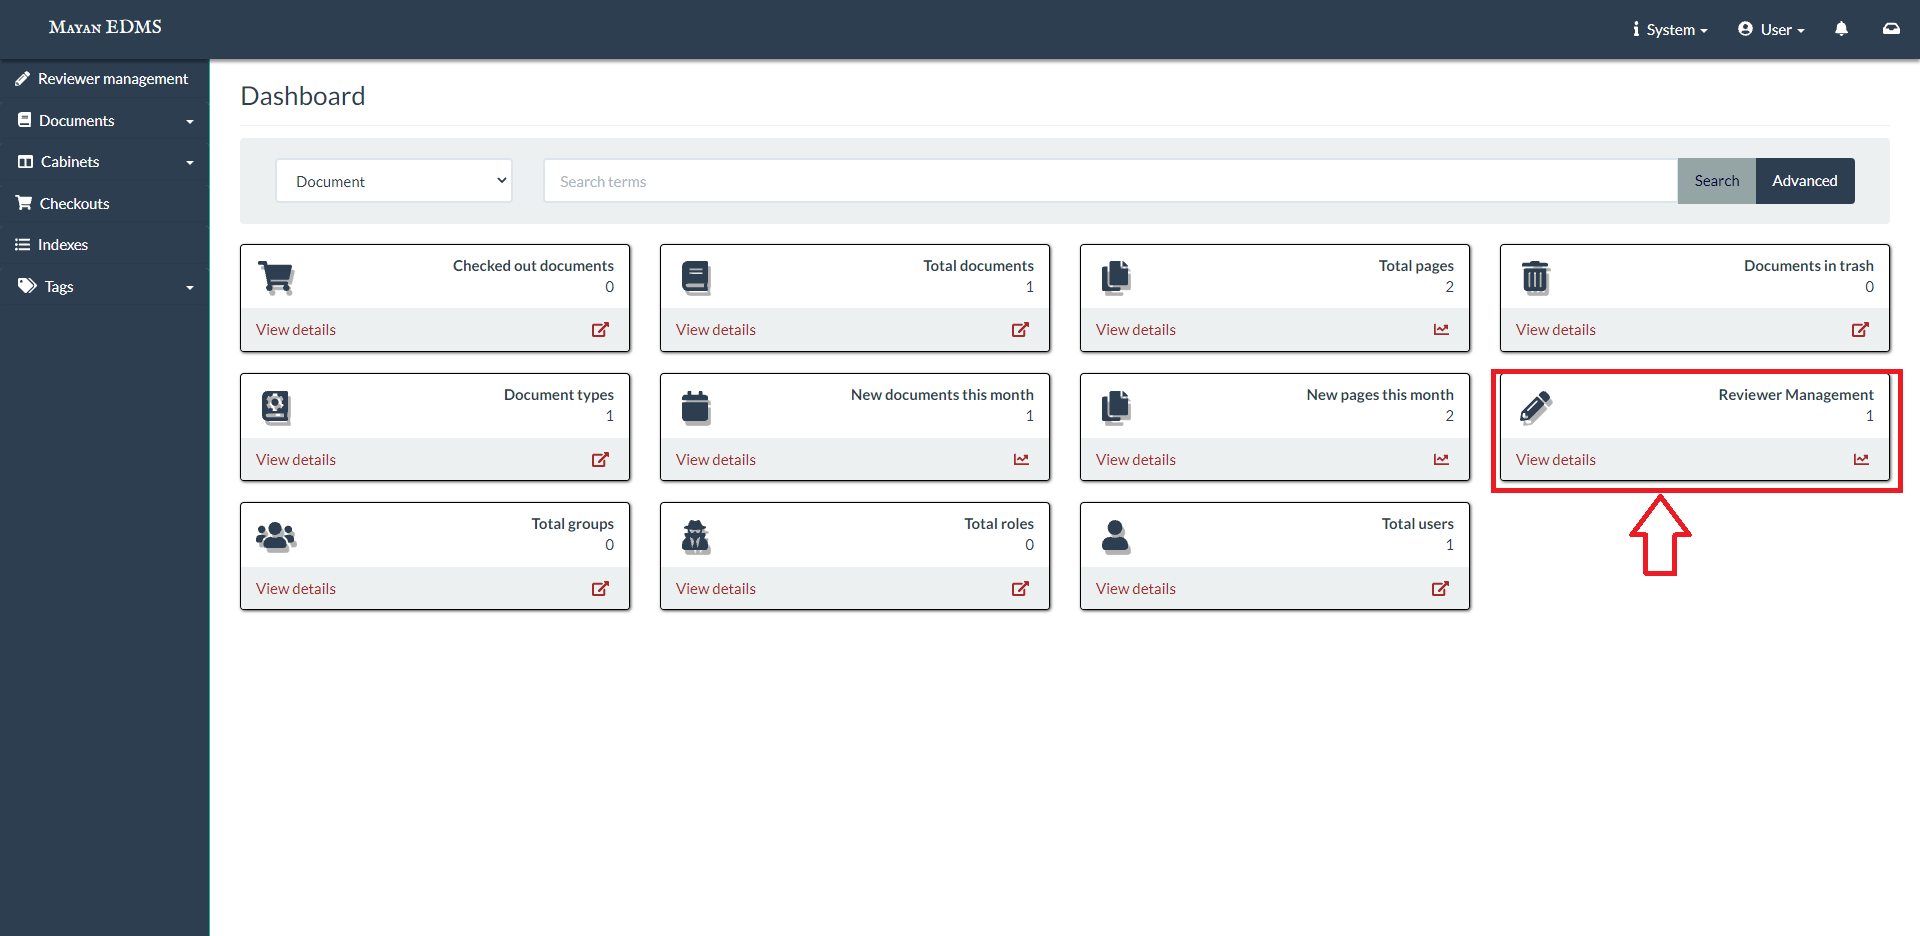 Mayan EDMS
System
User
Reviewer management
Documents
Cabinets
Checkouts
Indexes
Tags
Dashboard
Document
Search terms
Search
Advanced
Checked out documents
0
View details
Total documents
1
View details
Total pages
2
View details
Documents in trash
0
View details
Document types
1
View details
New documents this month
1
View details
New pages this month
2
View details
Reviewer Management
1
View details
Total groups
0
View details
Total roles
0
View details
Total users
1
View details